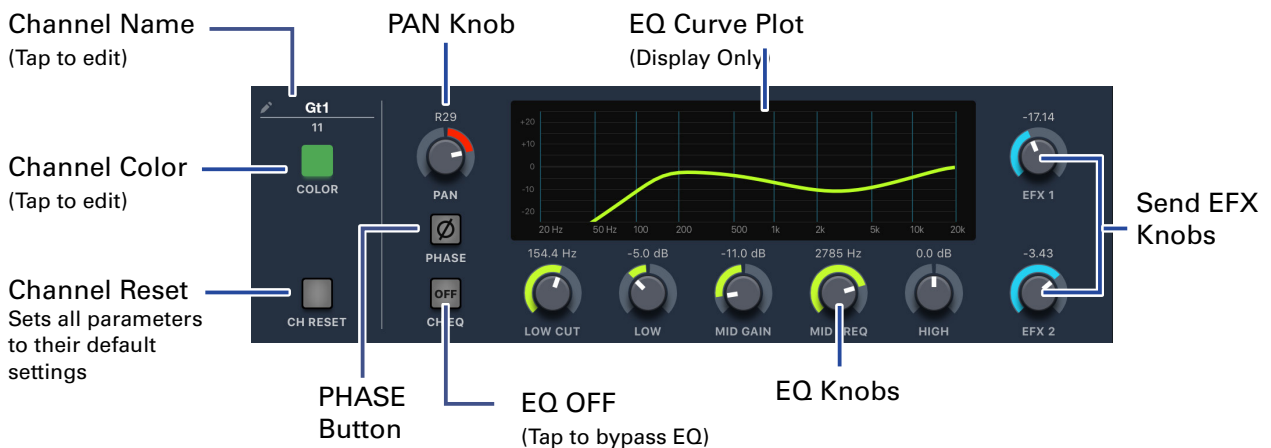 Channel Name
(Tap to edit)
PAN Knob
EQ Curve Plot
(Display Only)
Gt1
11
COLOR
Channel Color
(Tap to edit)
CH RESET
Channel Reset
Sets all parameters
to their default
settings
R29
PAN
Ø
PHASE
OFF
CH EQ
+20
+10
0
-10
-20
20 Hz 50 Hz 100 200 500 1k 2k 5k 10k 20k
154.4 Hz -5.0 dB -11.0 dB 2785 Hz 0.0 dB
LOW CUT LOW MID GAIN MID FREQ HIGH
-17.14
EFX 1
-3.43
EFX 2
Send EFX
Knobs
PHASE
Button
EQ OFF
(Tap to bypass EQ)
EQ Knobs